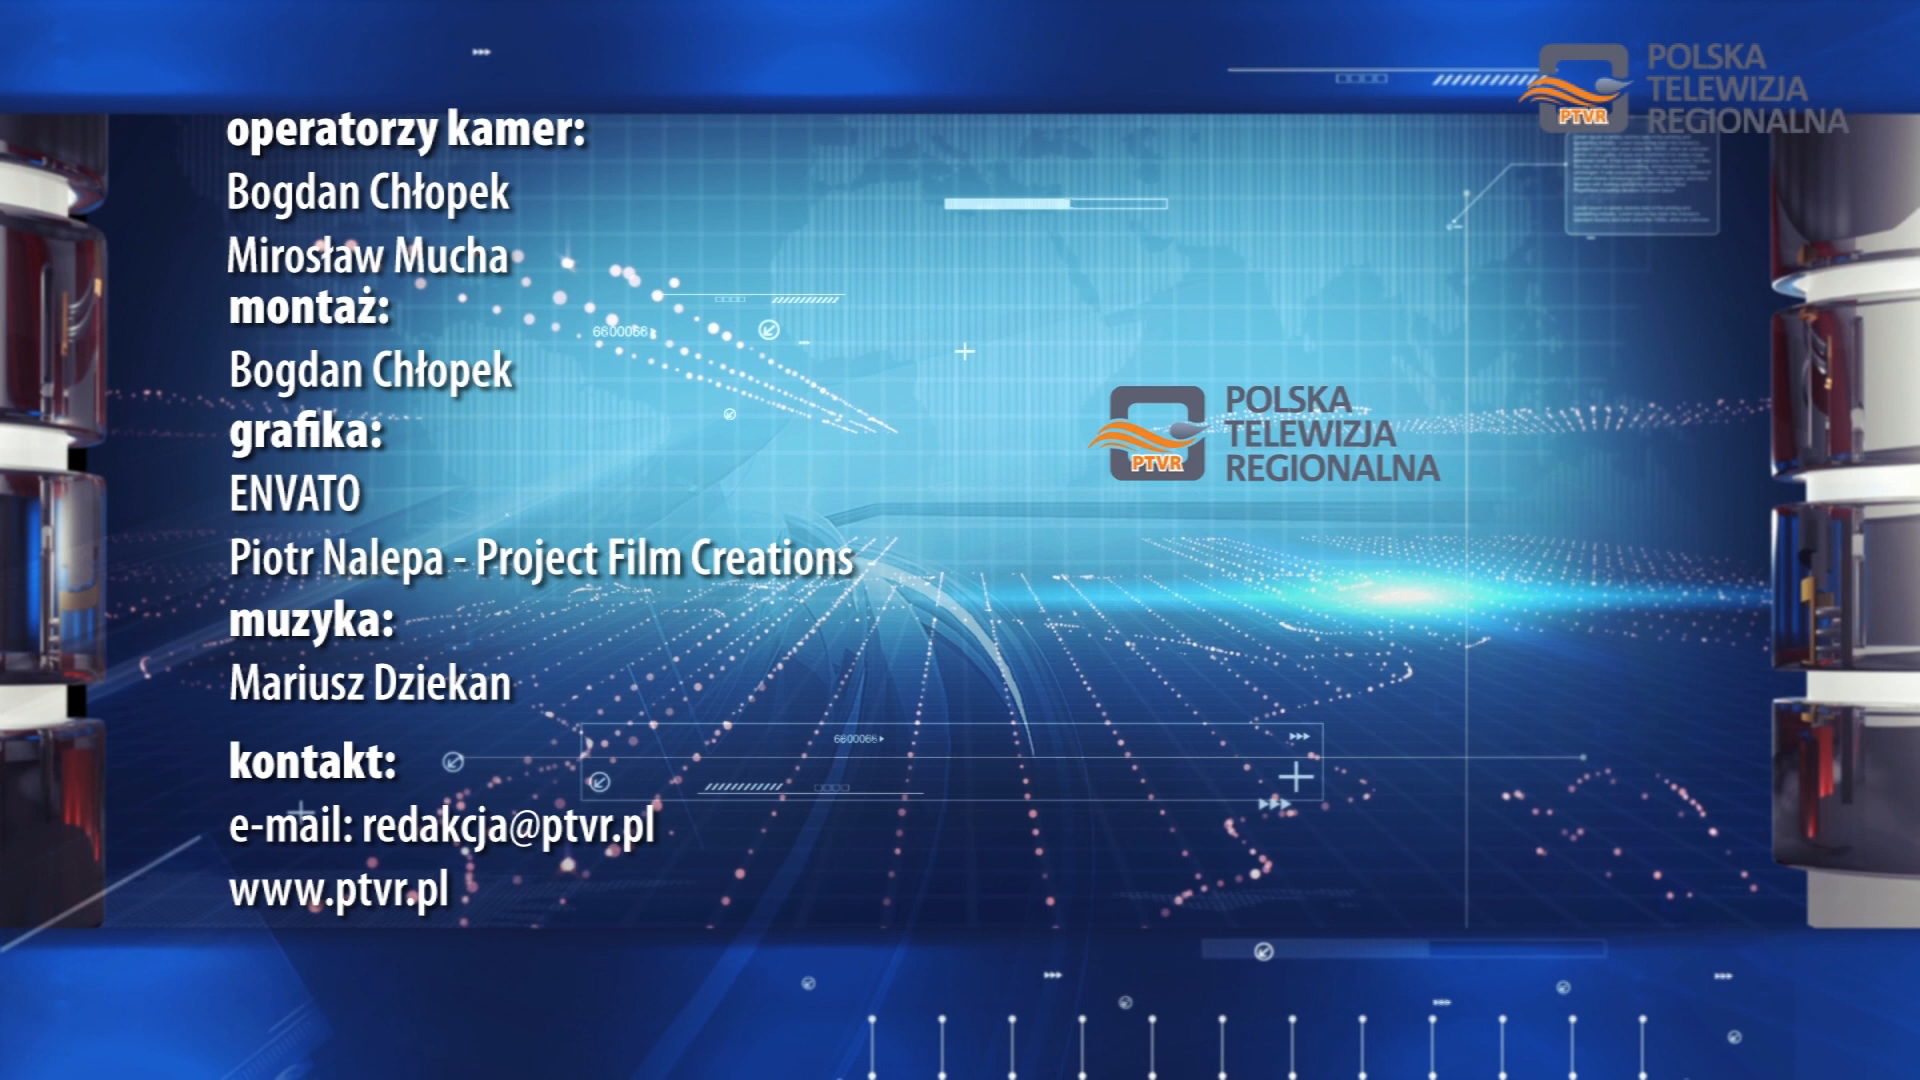 POLSKA
TELEWIZJA
REGIONALNA
PTVR
operatorzy kamer:
Bogdan Chłopek
Mirosław Mucha
montaż:
Bogdan Chłopek
grafika:
ENVATO
Piotr Nalepa - Project Film Creations
muzyka:
Mariusz Dziekan
kontakt:
e-mail: redakcja@ptvr.pl
www.ptvr.pl
6600066
POLSKA
TELEWIZJA
REGIONALNA
PTVR
6600066